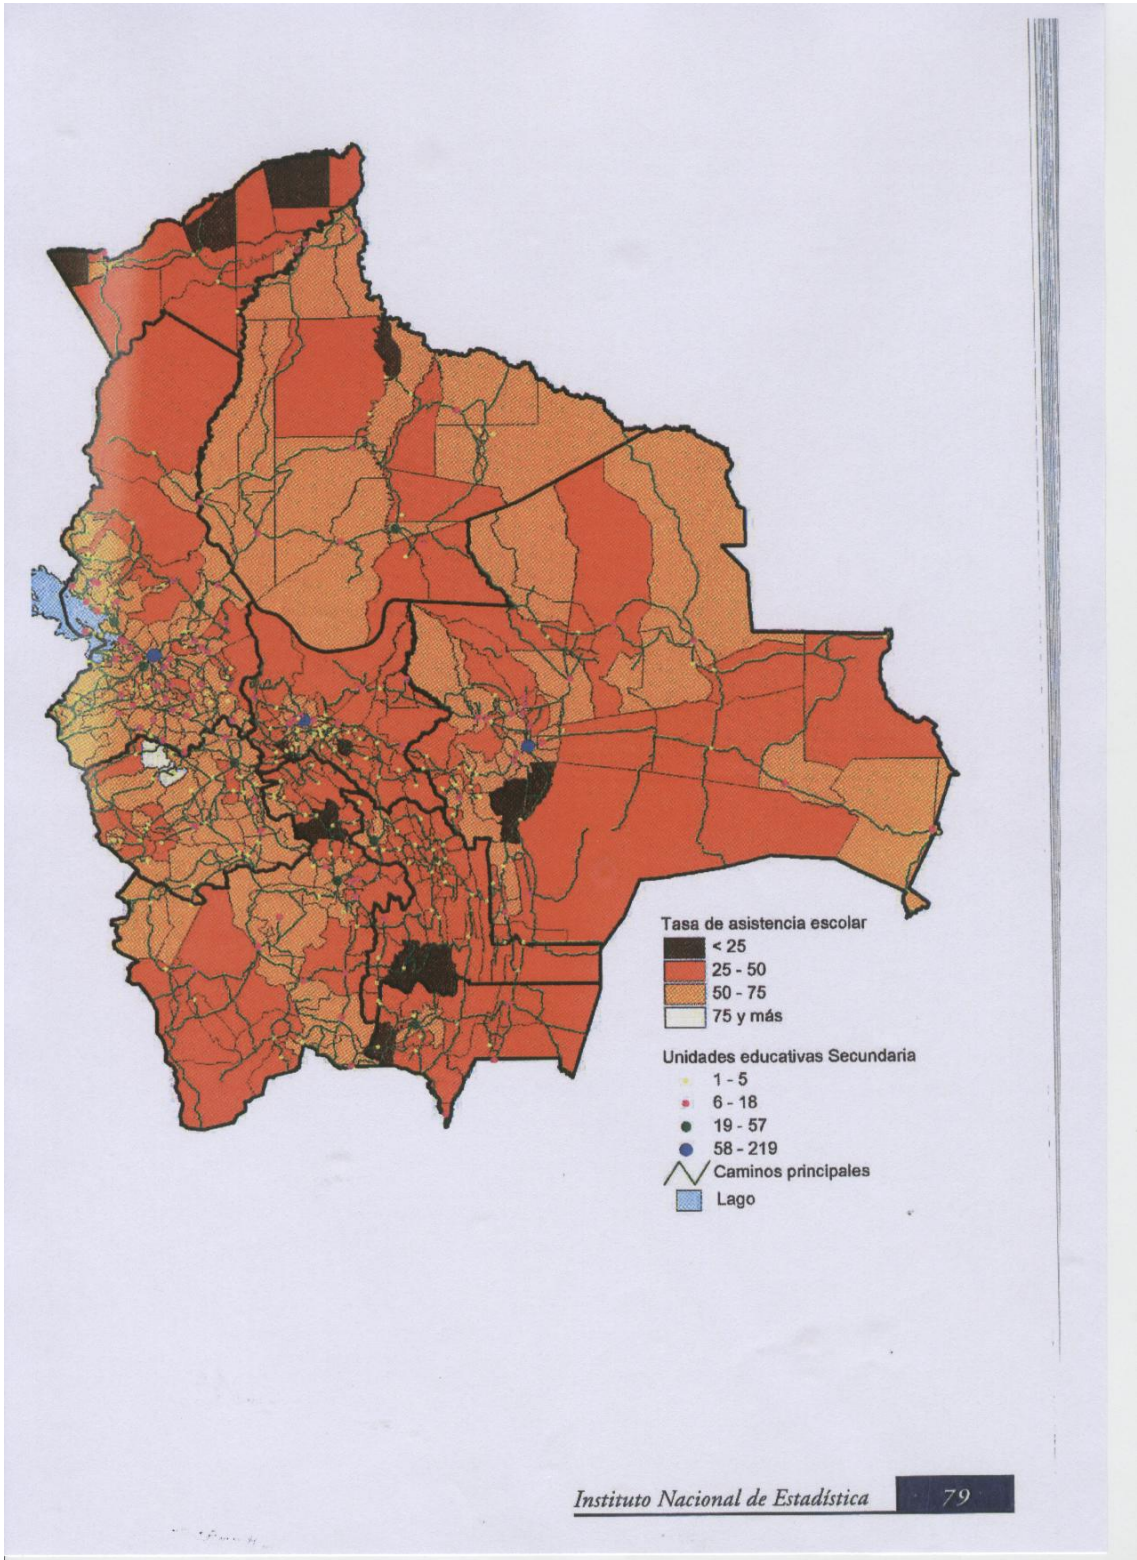 Tasa de asistencia escolar
< 25
25 - 50
50 - 75
75 y más
Unidades educativas Secundaria
1 - 5
6 - 18
19 - 57
58 - 219
Caminos principales
Lago
Instituto Nacional de Estadística 79